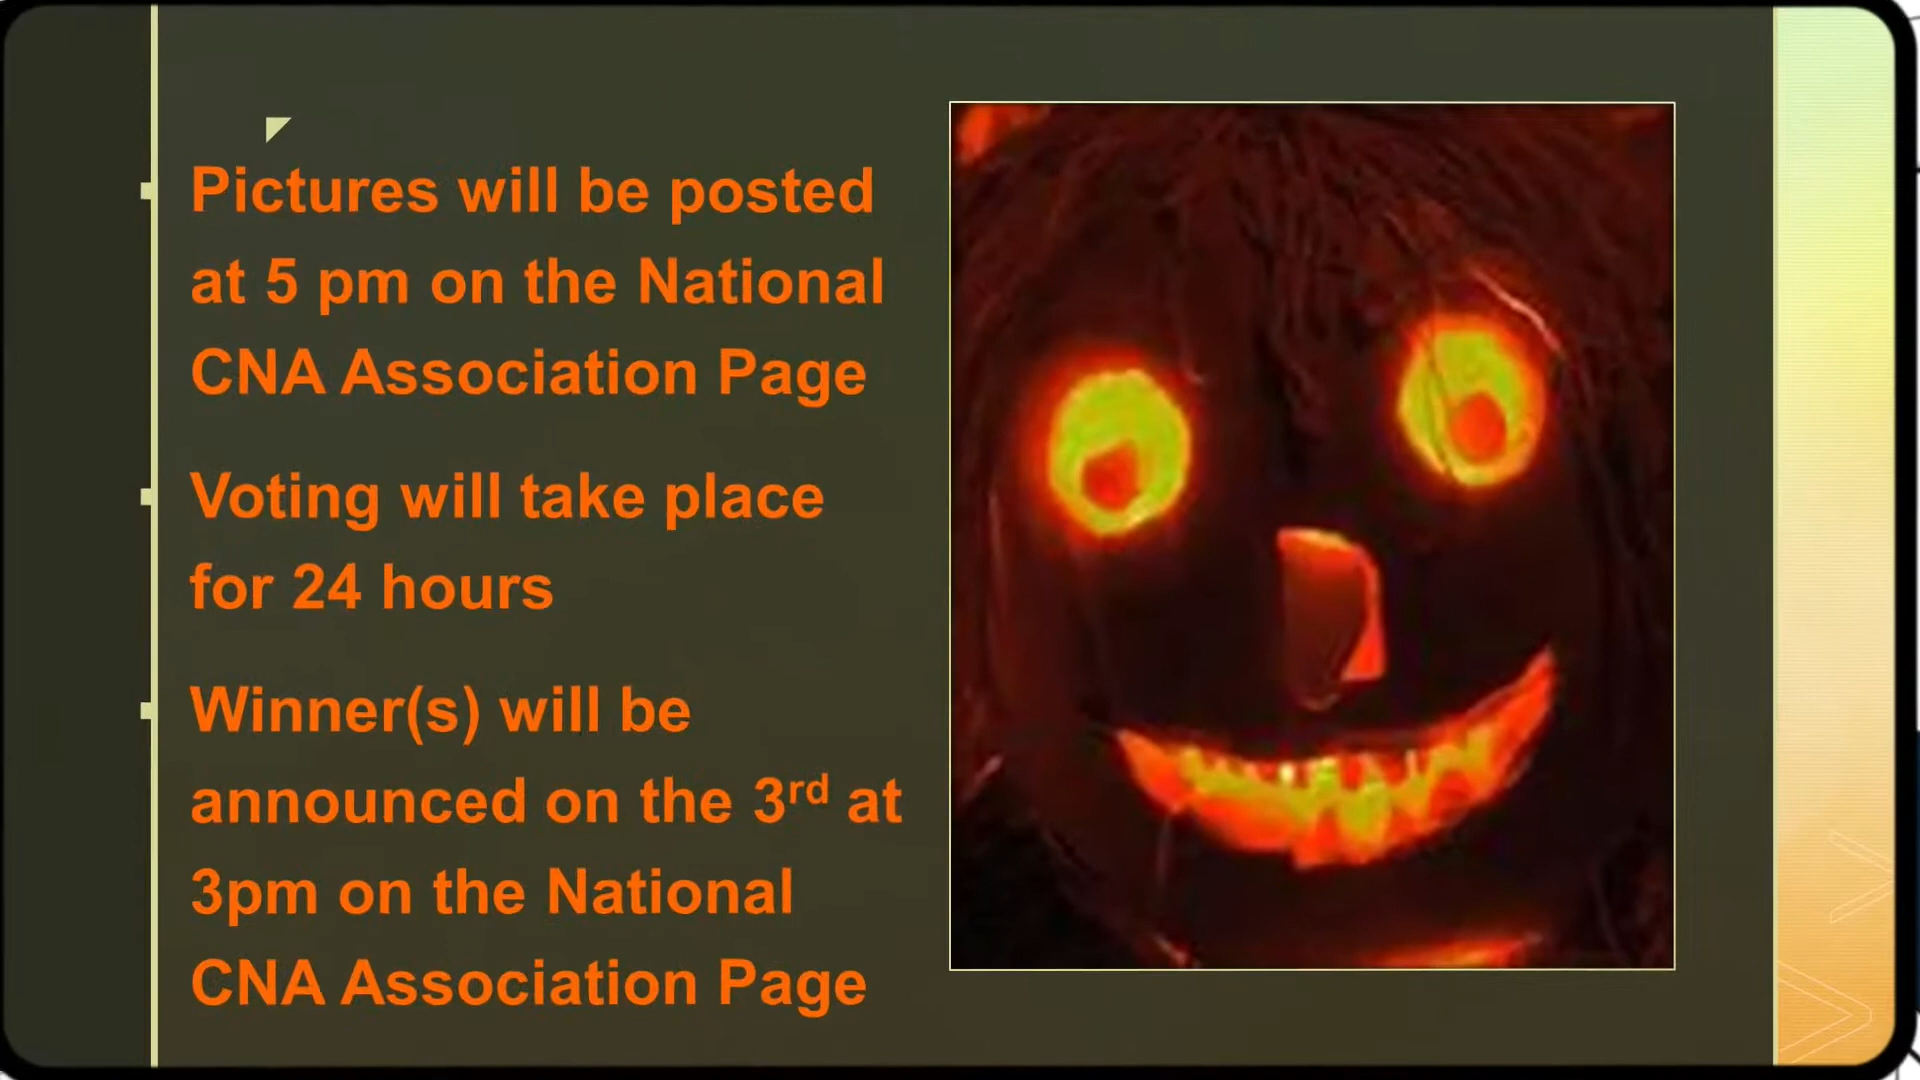 Pictures will be posted
at 5 pm on the National
CNA Association Page
Voting will take place
for 24 hours
Winner(s) will be
announced on the 3rd at
3pm on the National
CNA Association Page